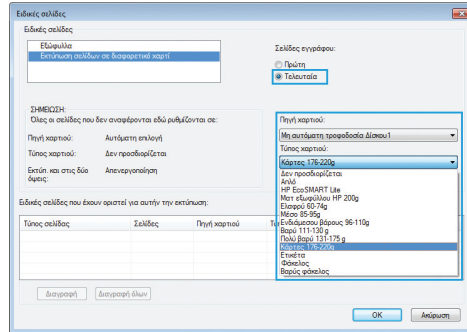 Ειδικές σελίδες
Ειδικές σελίδες
Εξώφυλλα
Εκτύπωση σελίδων σε διαφορετικό χαρτί
Σελίδες εγγράφου:
Πρώτη
Τελευταία
ΣΗΜΕΙΩΣΗ:
Όλες οι σελίδες που δεν αναφέρονται εδώ ρυθμίζονται σε:
Πηγή χαρτιού: Αυτόματη επιλογή
Τύπος χαρτιού: Δεν προσδιορίζεται
Εκτύπ. και στις δύο όψεις: Απενεργοποίηση
Πηγή χαρτιού:
Μη αυτόματη τροφοδοσία Δίσκου1
Τύπος χαρτιού:
Κάρτες 176-220g
Δεν προσδιορίζεται
Απλό
HP EcoSMART Lite
Ματ εξωφύλλου HP 200g
Ελαφρύ 60-74g
Μέσο 85-95g
Ενδιάμεσου βάρους 96-110g
Βαρύ 111-130 g
Πολύ βαρύ 131-175 g
Κάρτες 176-220g
Ετικέτα
Φάκελος
Βαρύς φάκελος
Ειδικές σελίδες που έχουν οριστεί για αυτήν την εκτύπωση:
Τύπος σελίδας Σελίδες Πηγή χαρτιού
Διαγραφή Διαγραφή όλων
OK Ακύρωση